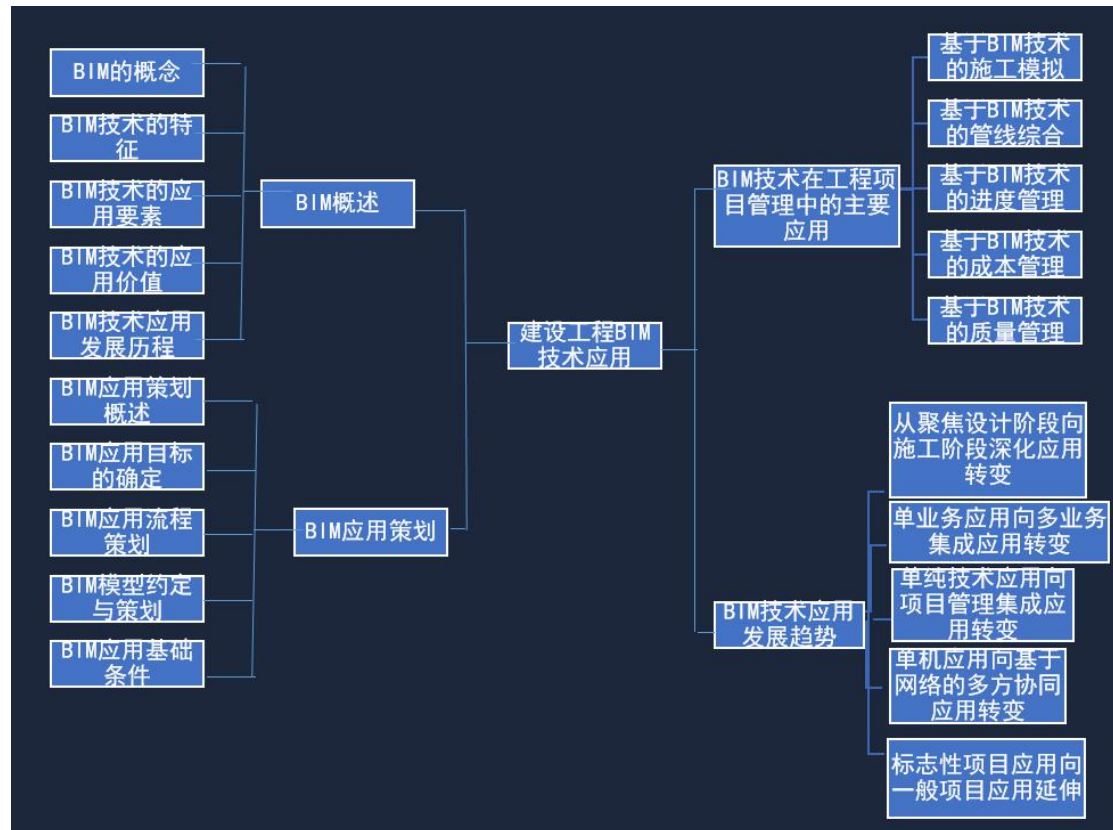 BIM的概念
BIM技术的特
征
BIM技术的应
用要素
BIM技术的应
用价值
BIM技术应用
发展历程
BIM概述
BIM应用策划
概述
BIM应用目标
的确定
BIM应用流程
策划
BIM模型约定
与策划
BIM应用基础
条件
BIM应用策划
建设工程BIM
技术应用
BIM技术在工程项
目管理中的主要
应用
基于BIM技术
的施工模拟
基于BIM技术
的管线综合
基于BIM技术
的进度管理
基于BIM技术
的成本管理
基于BIM技术
的质量管理
BIM技术应用
发展趋势
从聚焦设计阶段向
施工阶段深化应用
转变
单业务应用向多业务
集成应用转变
单纯技术应用向
项目管理集成应
用转变
单机应用向基于
网络的多方协同
应用转变
标志性项目应用向
一般项目应用延伸